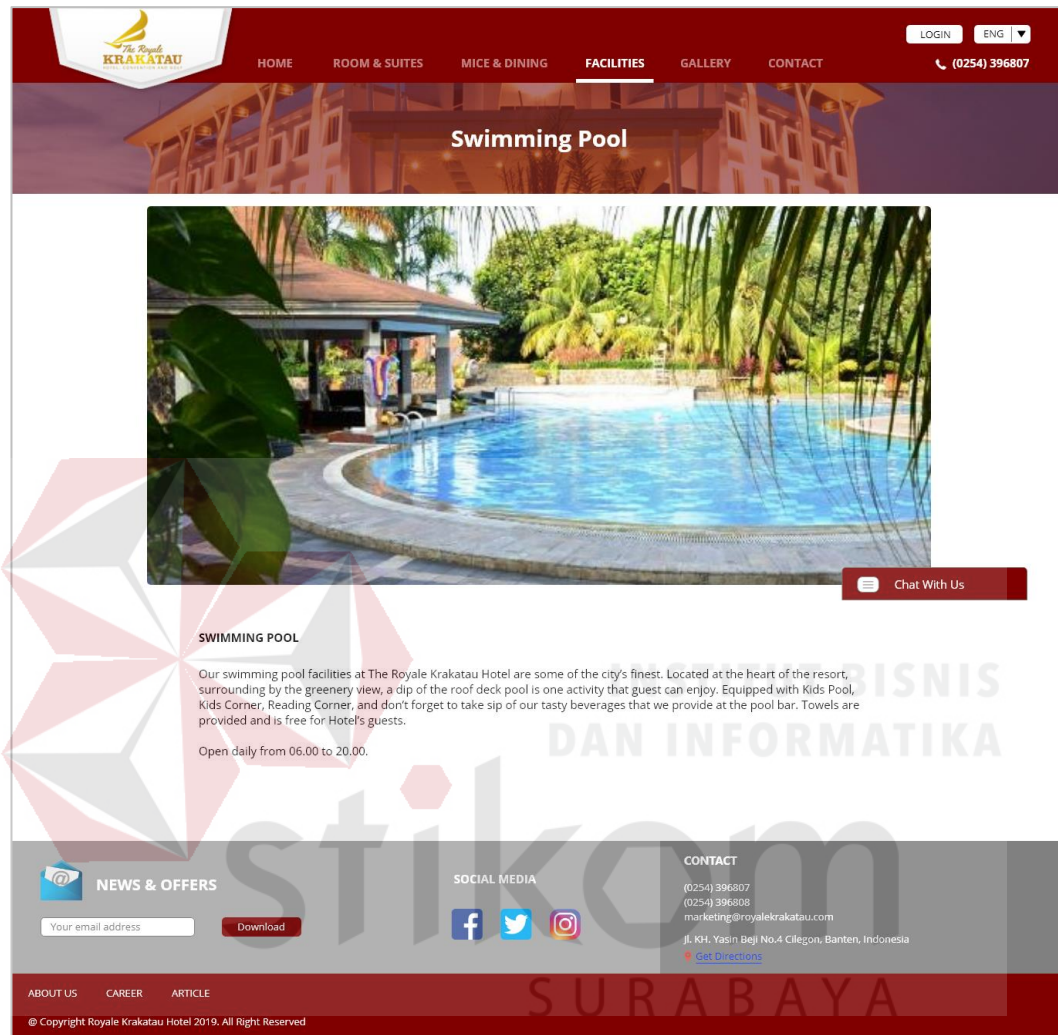 The Royale
KRAKATAU
HOTEL, CONVENTION AND GOLF
LOGIN
ENG
HOME
ROOM & SUITES
MICE & DINING
FACILITIES
GALLERY
CONTACT
(0254) 396807
Swimming Pool
Chat With Us
SWIMMING POOL
Our swimming pool facilities at The Royale Krakatau Hotel are some of the city's finest. Located at the heart of the resort,
surrounding by the greenery view, a dip of the roof deck pool is one activity that guest can enjoy. Equipped with Kids Pool,
Kids Corner, Reading Corner, and don't forget to take sip of our tasty beverages that we provide at the pool bar. Towels are
provided and is free for Hotel's guests.
Open daily from 06.00 to 20.00.
INSTITUT BISNIS
DAN INFORMATIKA
stikom
SURABAYA
NEWS & OFFERS
Your email address
Download
SOCIAL MEDIA
CONTACT
(0254) 396807
(0254) 396808
marketing@royalekrakatau.com
Jl. KH. Yasin Beji No.4 Cilegon, Banten, Indonesia
Get Directions
ABOUT US
CAREER
ARTICLE
@ Copyright Royale Krakatau Hotel 2019. All Right Reserved